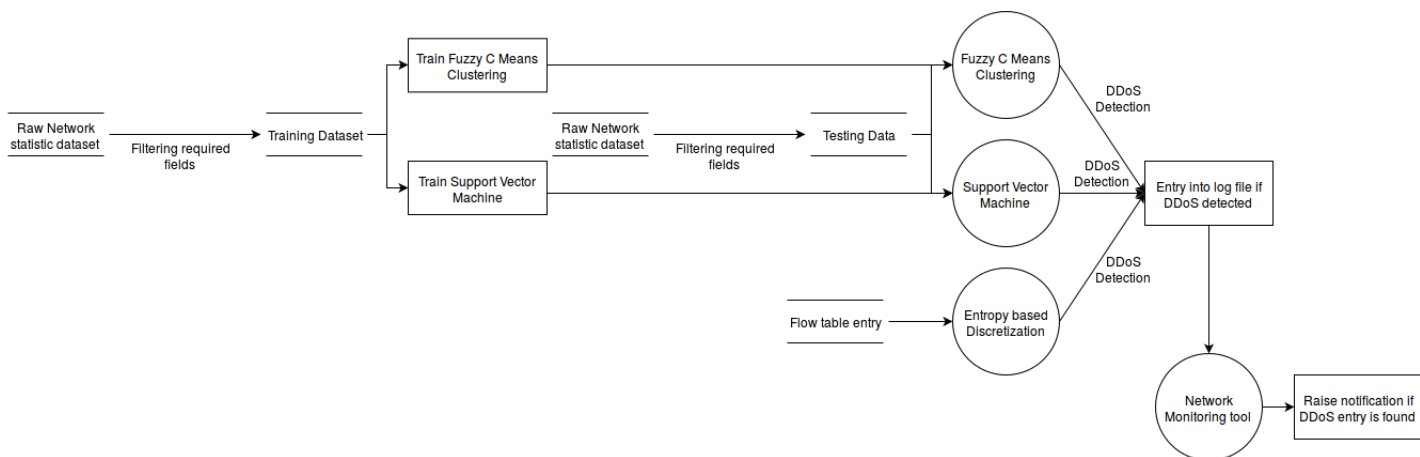 Train Fuzzy C Means
Clustering
Fuzzy C Means
Clustering
DDoS
Detection
Raw Network
statistic dataset
Filtering required
fields
Training Dataset
Raw Network
statistic dataset
Filtering required
fields
Testing Data
Train Support Vector
Machine
Support Vector
Machine
DDoS
Detection
Entry into log file if
DDoS detected
DDoS
Detection
Flow table entry
Entropy based
Discretization
Network
Monitoring tool
Raise notification if
DDoS entry is found